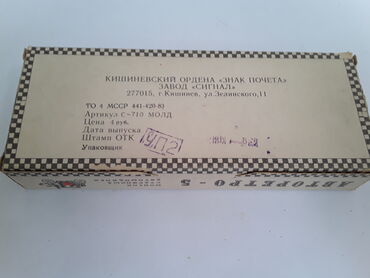 КИШИНЕВСКИЙ ОРДЕНА «ЗНАК ПОЧЕТА»
ЗАВОД «СИГНАЛ»
277015, г. Кишинев, ул. Зелинского, 11
ТО 4 МССР 441-420-83
Артикул С-710 МОЛД
Цена 4 руб.
Дата выпуска
Штамп ОТК УП2
Упаковщик
АВТОРЕТРО - 5